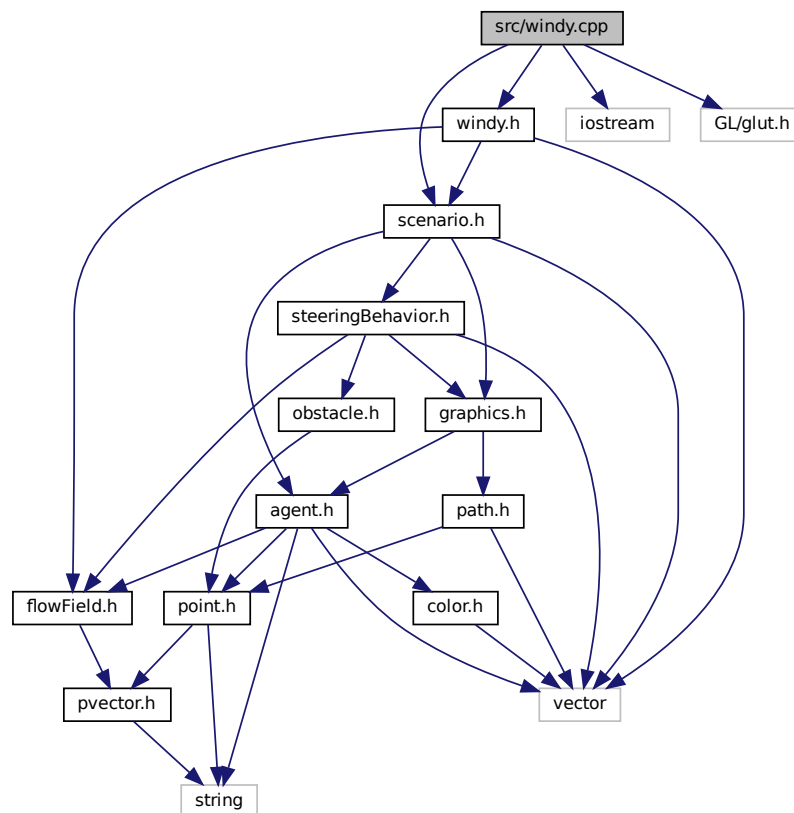 src/windy.cpp
windy.h
iostream
GL/glut.h
scenario.h
steeringBehavior.h
obstacle.h
graphics.h
agent.h
path.h
flowField.h
point.h
color.h
pvector.h
vector
string